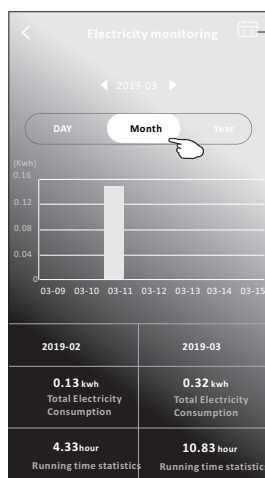 Electricity monitoring
2019-03
DAY Month Year
(Kwh)
0.16
0.12
0.08
0.04
0
03-09 03-10 03-11 03-12 03-13 03-14 03-15
2019-02 2019-03
0.13 kwh 0.32 kwh
Total Electricity Total Electricity
Consumption Consumption
4.33hour 10.83 hour
Running time statistics Running time statistic